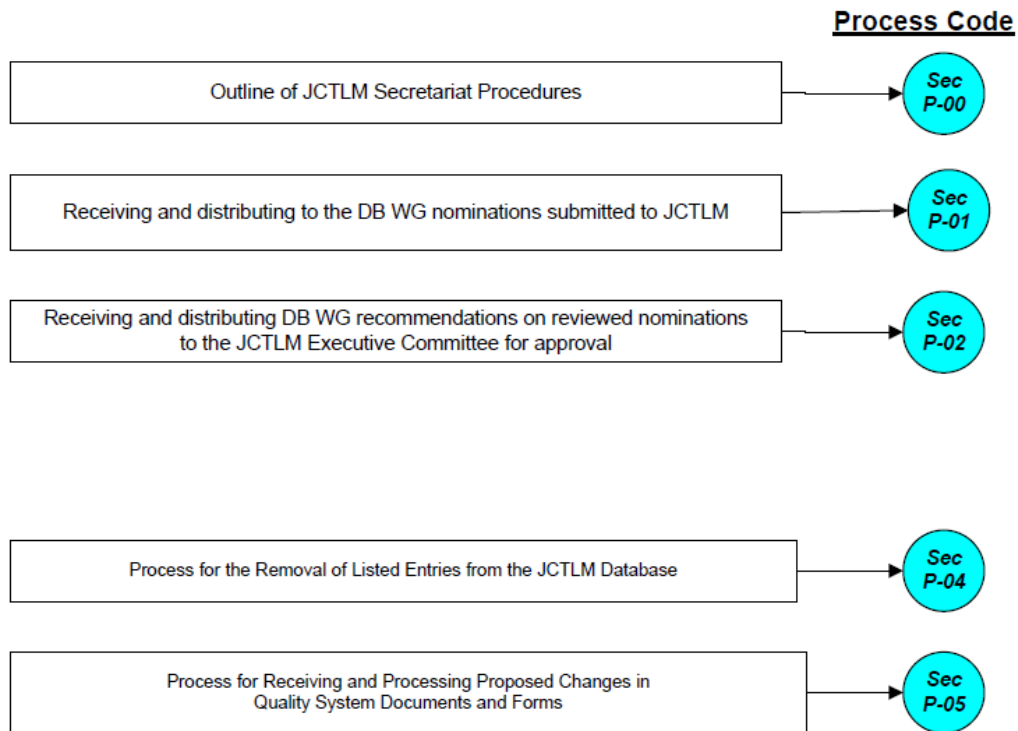 Process Code
Outline of JCTLM Secretariat Procedures
Sec
P-00
Receiving and distributing to the DB WG nominations submitted to JCTLM
Sec
P-01
Receiving and distributing DB WG recommendations on reviewed nominations
to the JCTLM Executive Committee for approval
Sec
P-02
Process for the Removal of Listed Entries from the JCTLM Database
Sec
P-04
Process for Receiving and Processing Proposed Changes in
Quality System Documents and Forms
Sec
P-05